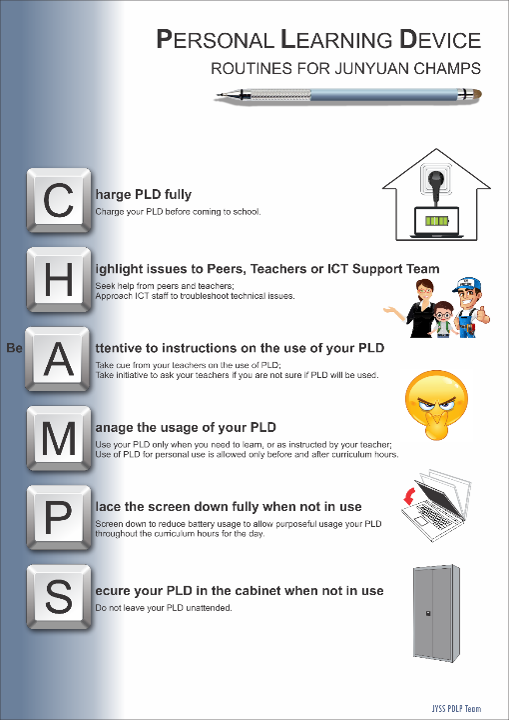 PERSONAL LEARNING DEVICE
ROUTINES FOR JUNYUAN CHAMPS
Charge PLD fully
Charge your PLD before coming to school.
Highlight issues to Peers, Teachers or ICT Support Team
Seek help from peers and teachers;
Approach ICT staff to troubleshoot technical issues.
Be Attentive to instructions on the use of your PLD
Take cue from your teachers on the use of PLD;
Take initiative to ask your teachers if you are not sure if PLD will be used.
Manage the usage of your PLD
Use your PLD only when you need to learn, or as instructed by your teacher;
Use of PLD for personal use is allowed only before and after curriculum hours.
Place the screen down fully when not in use
Screen down to reduce battery usage to allow purposeful usage your PLD
throughout the curriculum hours for the day.
Secure your PLD in the cabinet when not in use
Do not leave your PLD unattended.
JYSS PDLP Team